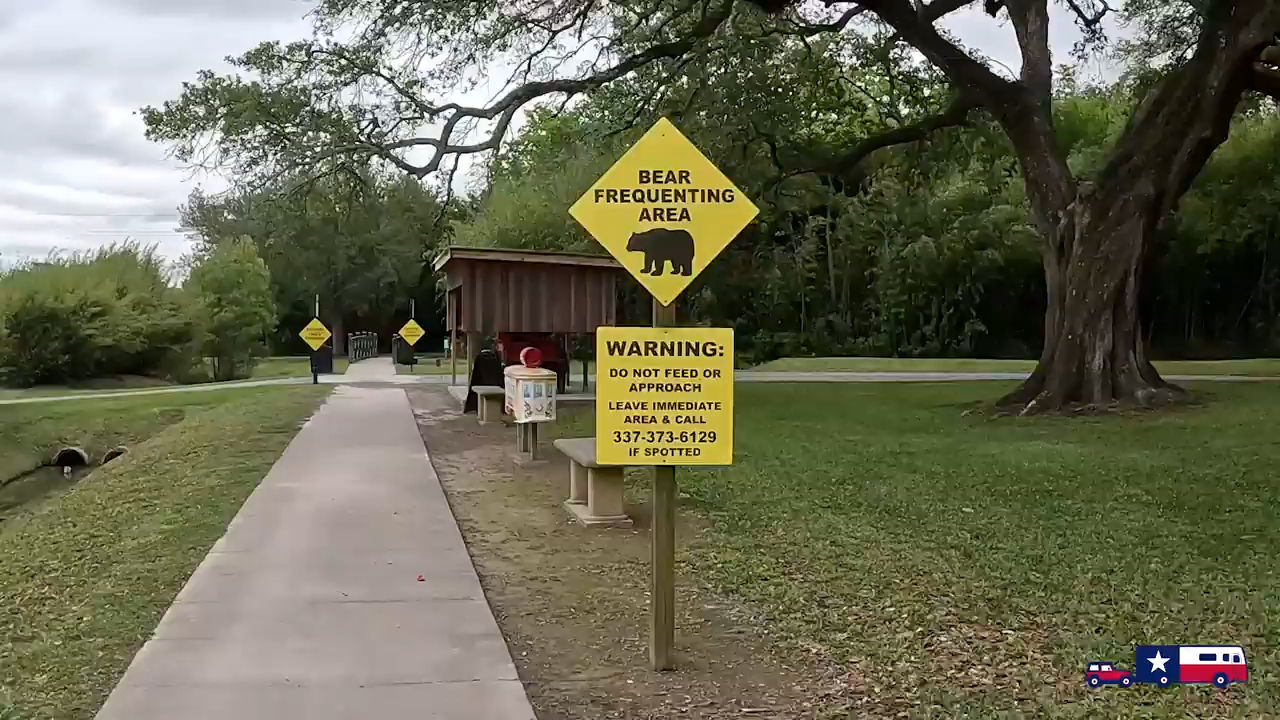 BEAR
FREQUENTING
AREA
WARNING:
DO NOT FEED OR
APPROACH
LEAVE IMMEDIATE
AREA & CALL
337-373-6129
IF SPOTTED